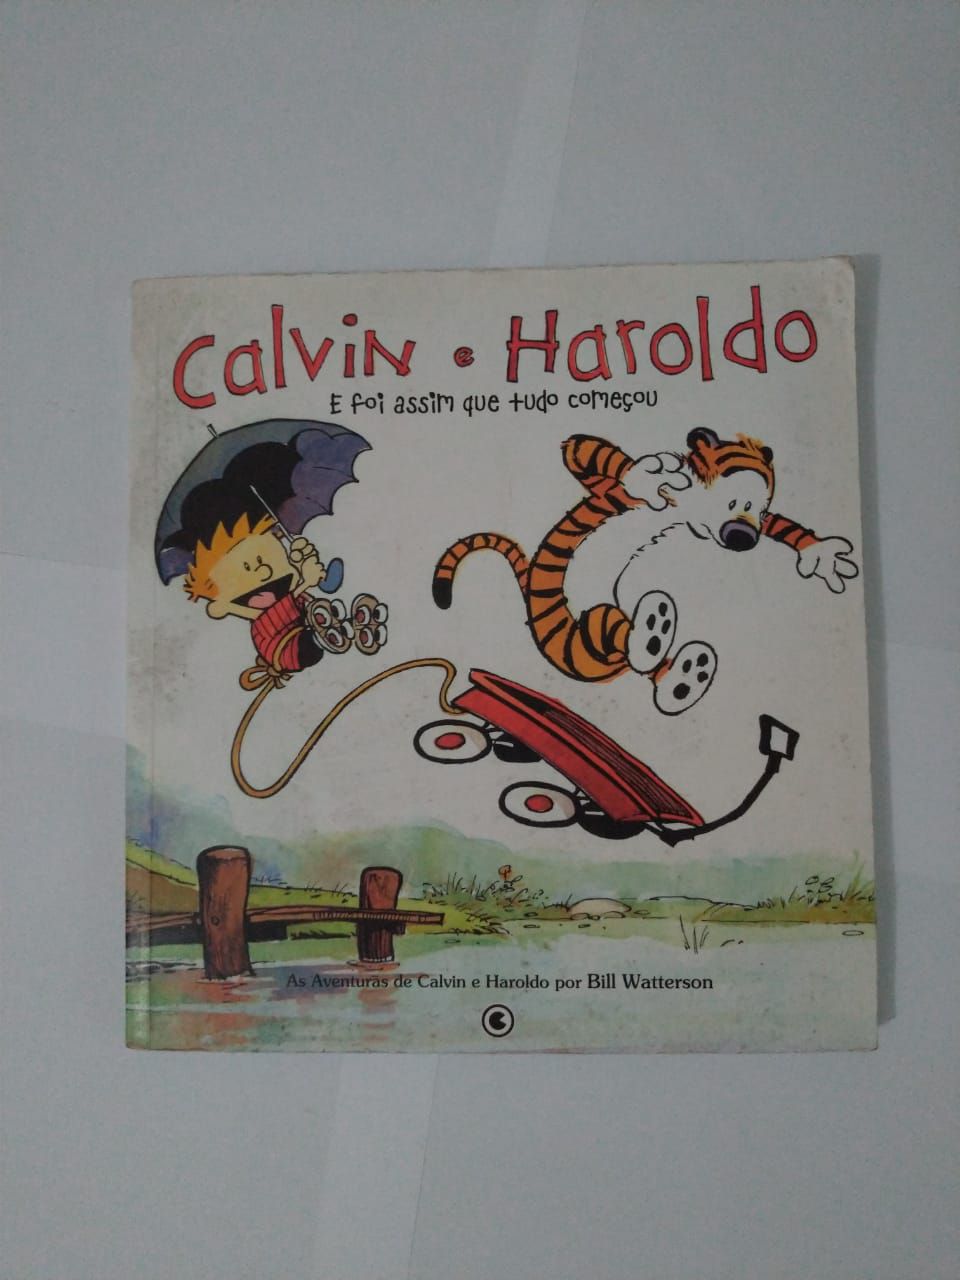 Calvin e Haroldo
E foi assim que tudo começou
As Aventuras de Calvin e Haroldo por Bill Watterson